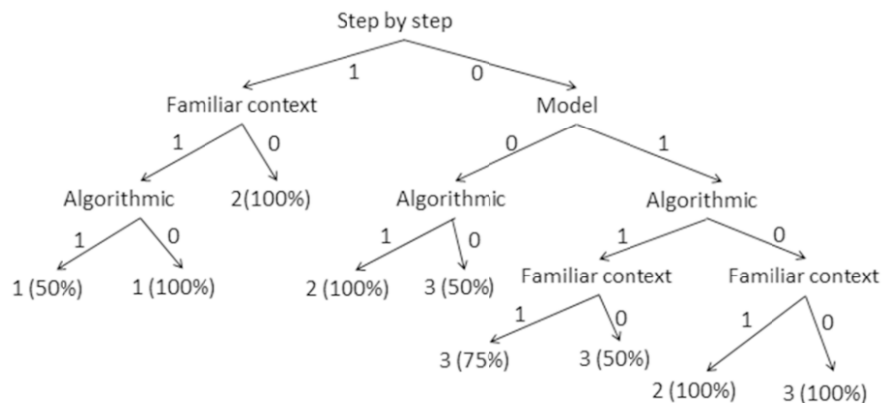 Step by step
1 0
Familiar context Model
1 0 0 1
Algorithmic 2(100%) Algorithmic Algorithmic
1 0 1 0 1 0
1 (50%) 1 (100%) 2 (100%) 3 (50%) Familiar context Familiar context
1 0 1 0
3 (75%) 3 (50%)
2 (100%) 3 (100%)